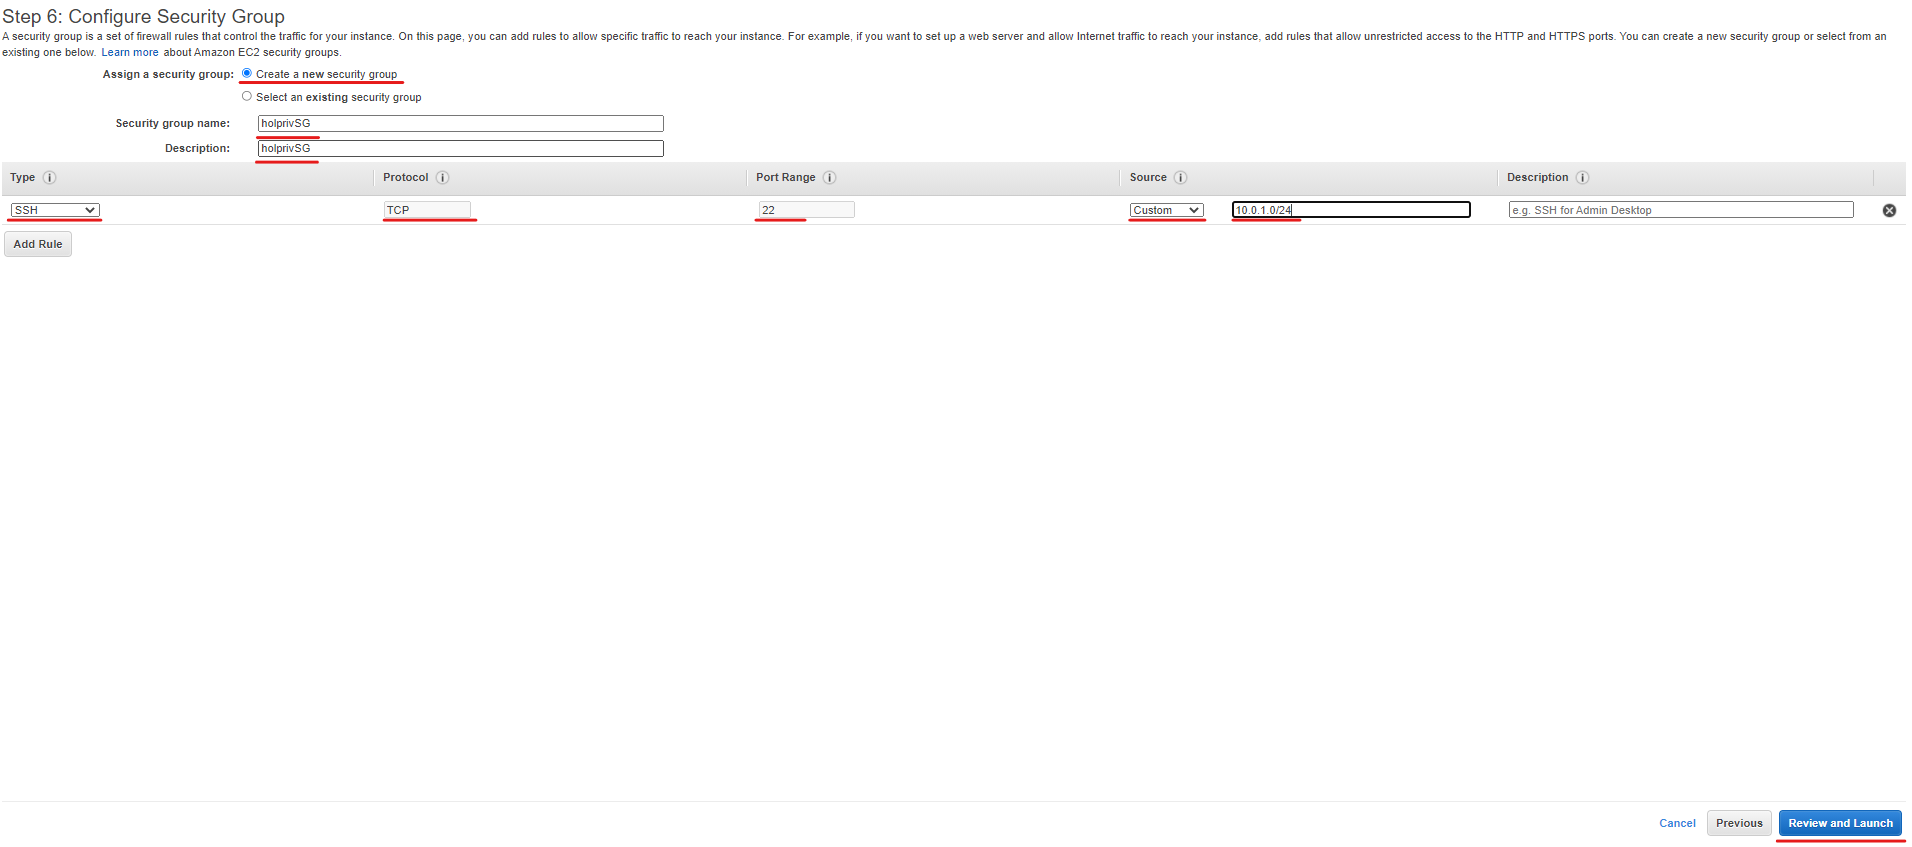 Step 6: Configure Security Group
A security group is a set of firewall rules that control the traffic for your instance. On this page, you can add rules to allow specific traffic to reach your instance. For example, if you want to set up a web server and allow Internet traffic to reach your instance, add rules that allow unrestricted access to the HTTP and HTTPS ports. You can create a new security group or select from an
existing one below. Learn more about Amazon EC2 security groups.
Assign a security group: Create a new security group
Select an existing security group
Security group name: holprivSG
Description: holprivSG
Type i Protocol i Port Range i Source i Description i
SSH TCP 22 Custom 10.0.1.0/24 e.g. SSH for Admin Desktop
Add Rule
Cancel Previous Review and Launch